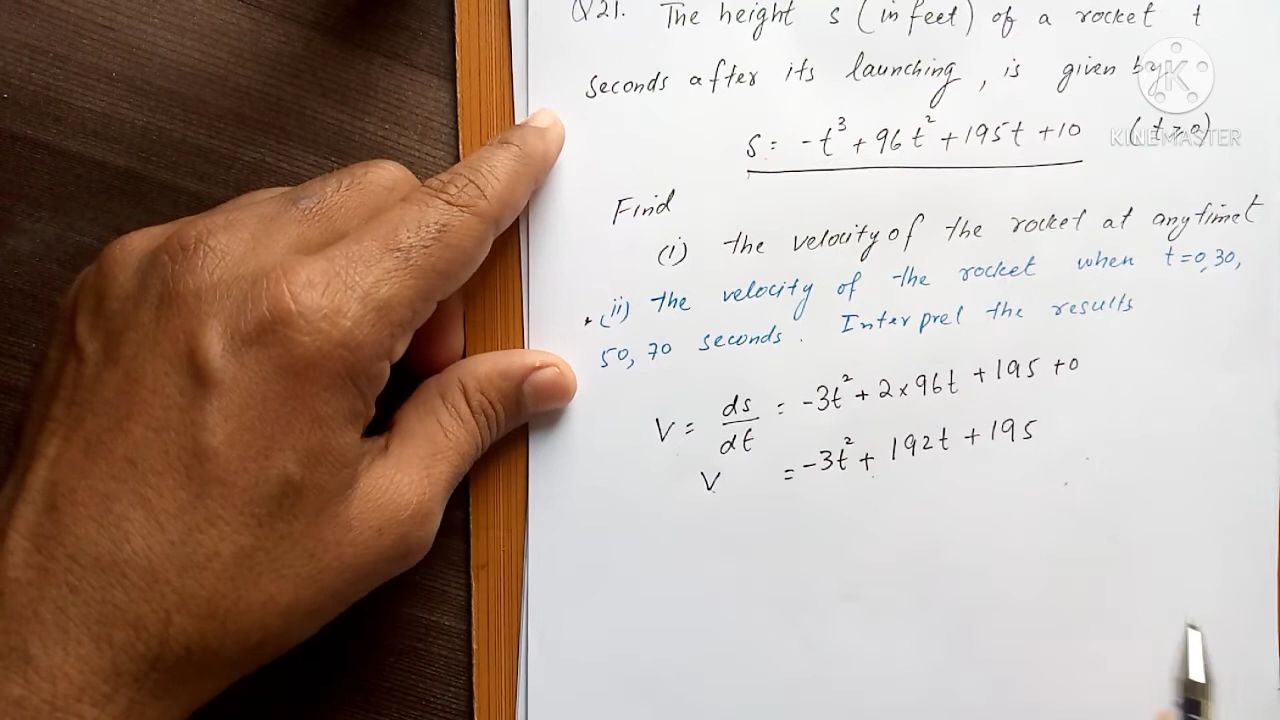 Q21. The height s (in feet) of a rocket t
seconds after its launching, is given by
s = -t³ + 96t² + 195t + 10 (t > 0)
KINEMASTER
Find
(i) the velocity of the rocket at any time t
(ii) the velocity of the rocket when t=0,30,
50, 70 seconds. Interpret the results
V = ds/dt = -3t² + 2×96t + 195 + 0
V = -3t² + 192t + 195